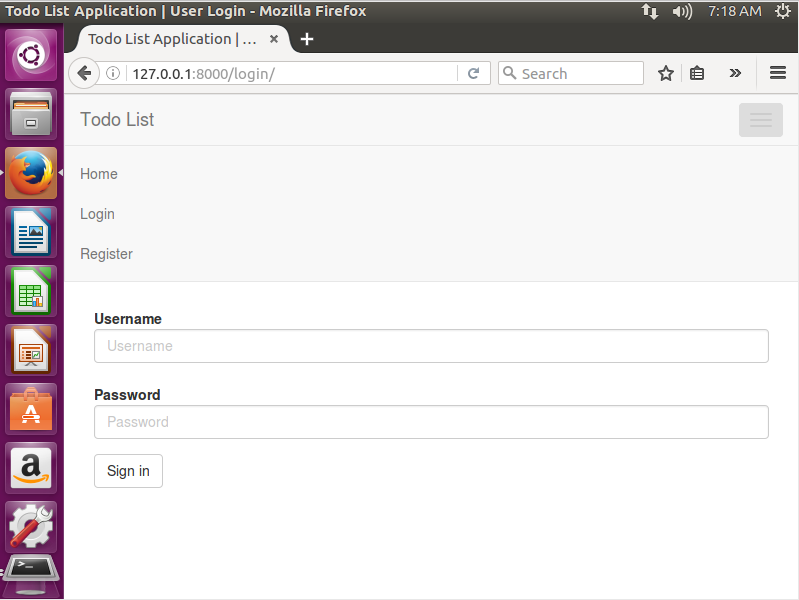 Todo List Application | User Login - Mozilla Firefox
7:18 AM
Todo List Application | ...
127.0.0.1:8000/login/
Search
Todo List
Home
Login
Register
Username
Username
Password
Password
Sign in